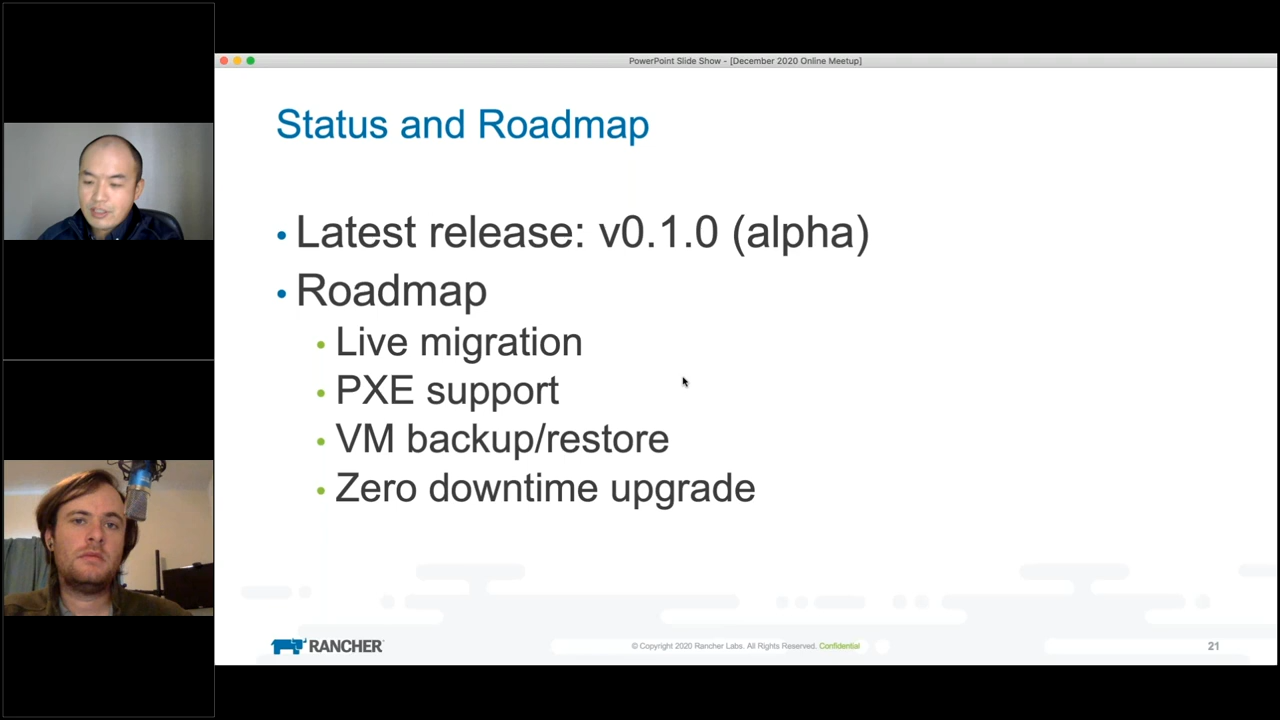 PowerPoint Slide Show - [December 2020 Online Meetup]
Status and Roadmap
• Latest release: v0.1.0 (alpha)
• Roadmap
• Live migration
• PXE support
• VM backup/restore
• Zero downtime upgrade
RANCHER
© Copyright 2020 Rancher Labs. All Rights Reserved. Confidential
21